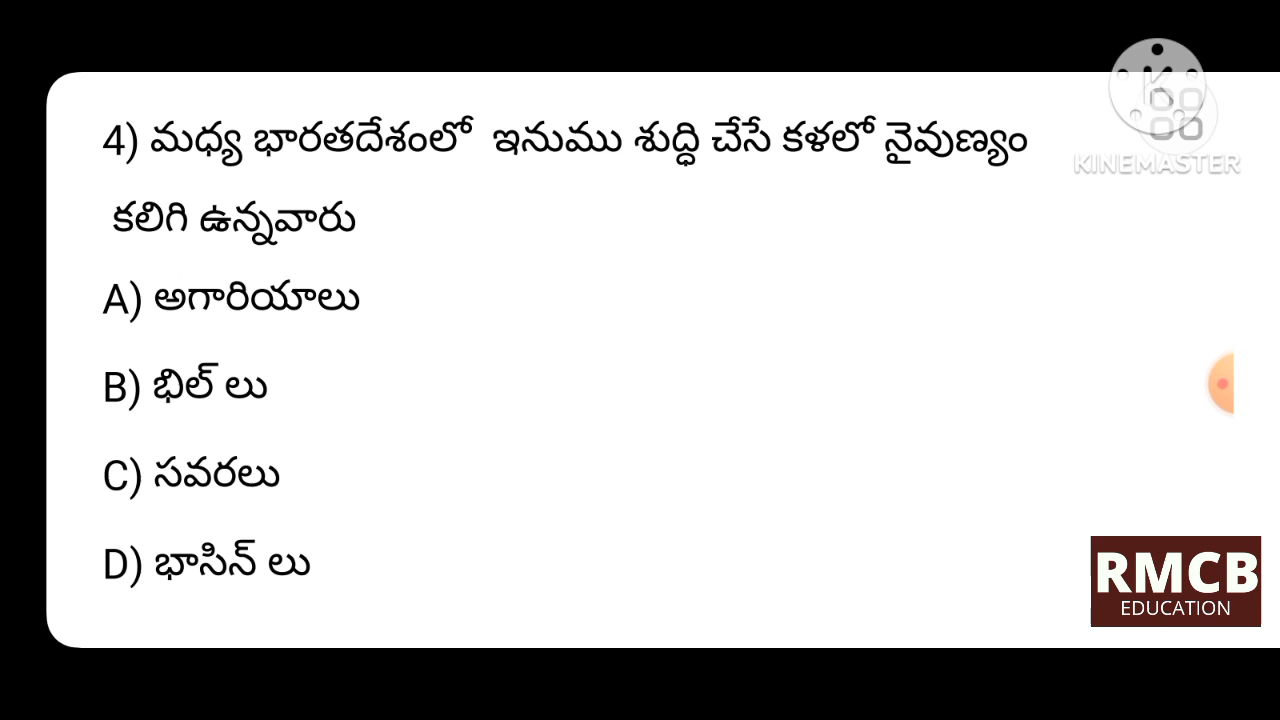 4) మధ్య భారతదేశంలో ఇనుము శుద్ధి చేసే కళలో నైవుణ్యం
కలిగి ఉన్నవారు
A) అగారియాలు
B) భిల్ లు
C) సవరలు
D) భాసిన్ లు
KINEMASTER
RMCB
EDUCATION